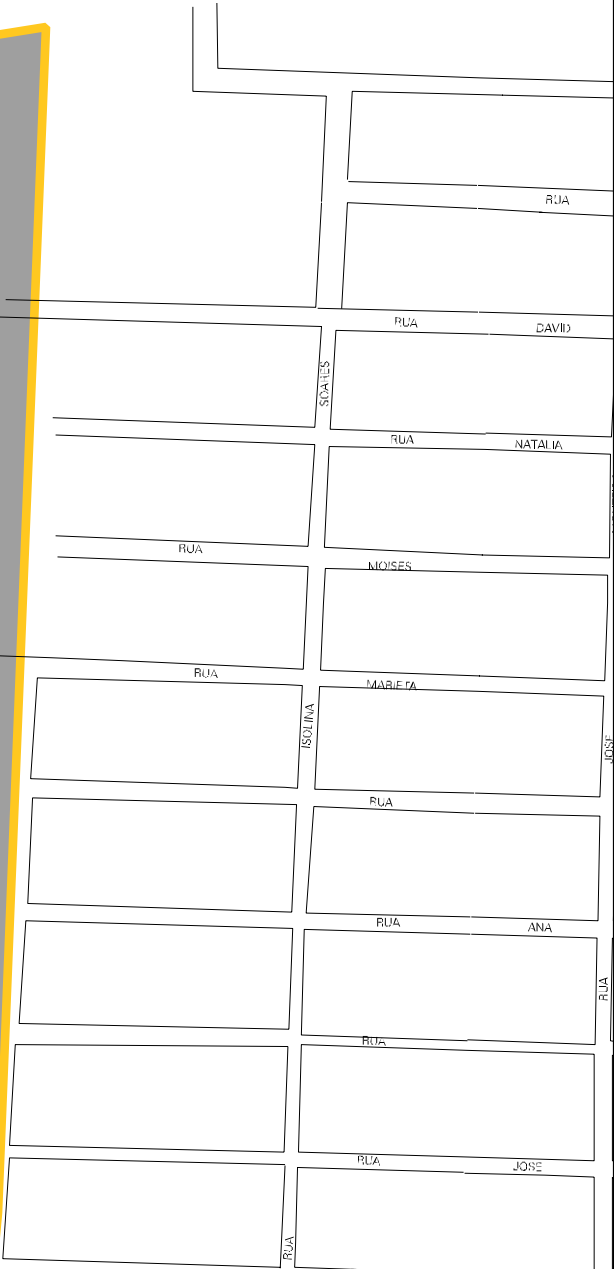 RUA
RUA DAVID
SOARES
RUA NATALIA
RUA MOISES
RUA MARIETA
ISOLINA
JOSE
RUA
RUA ANA
RUA
RUA
RUA JOSE
RUA